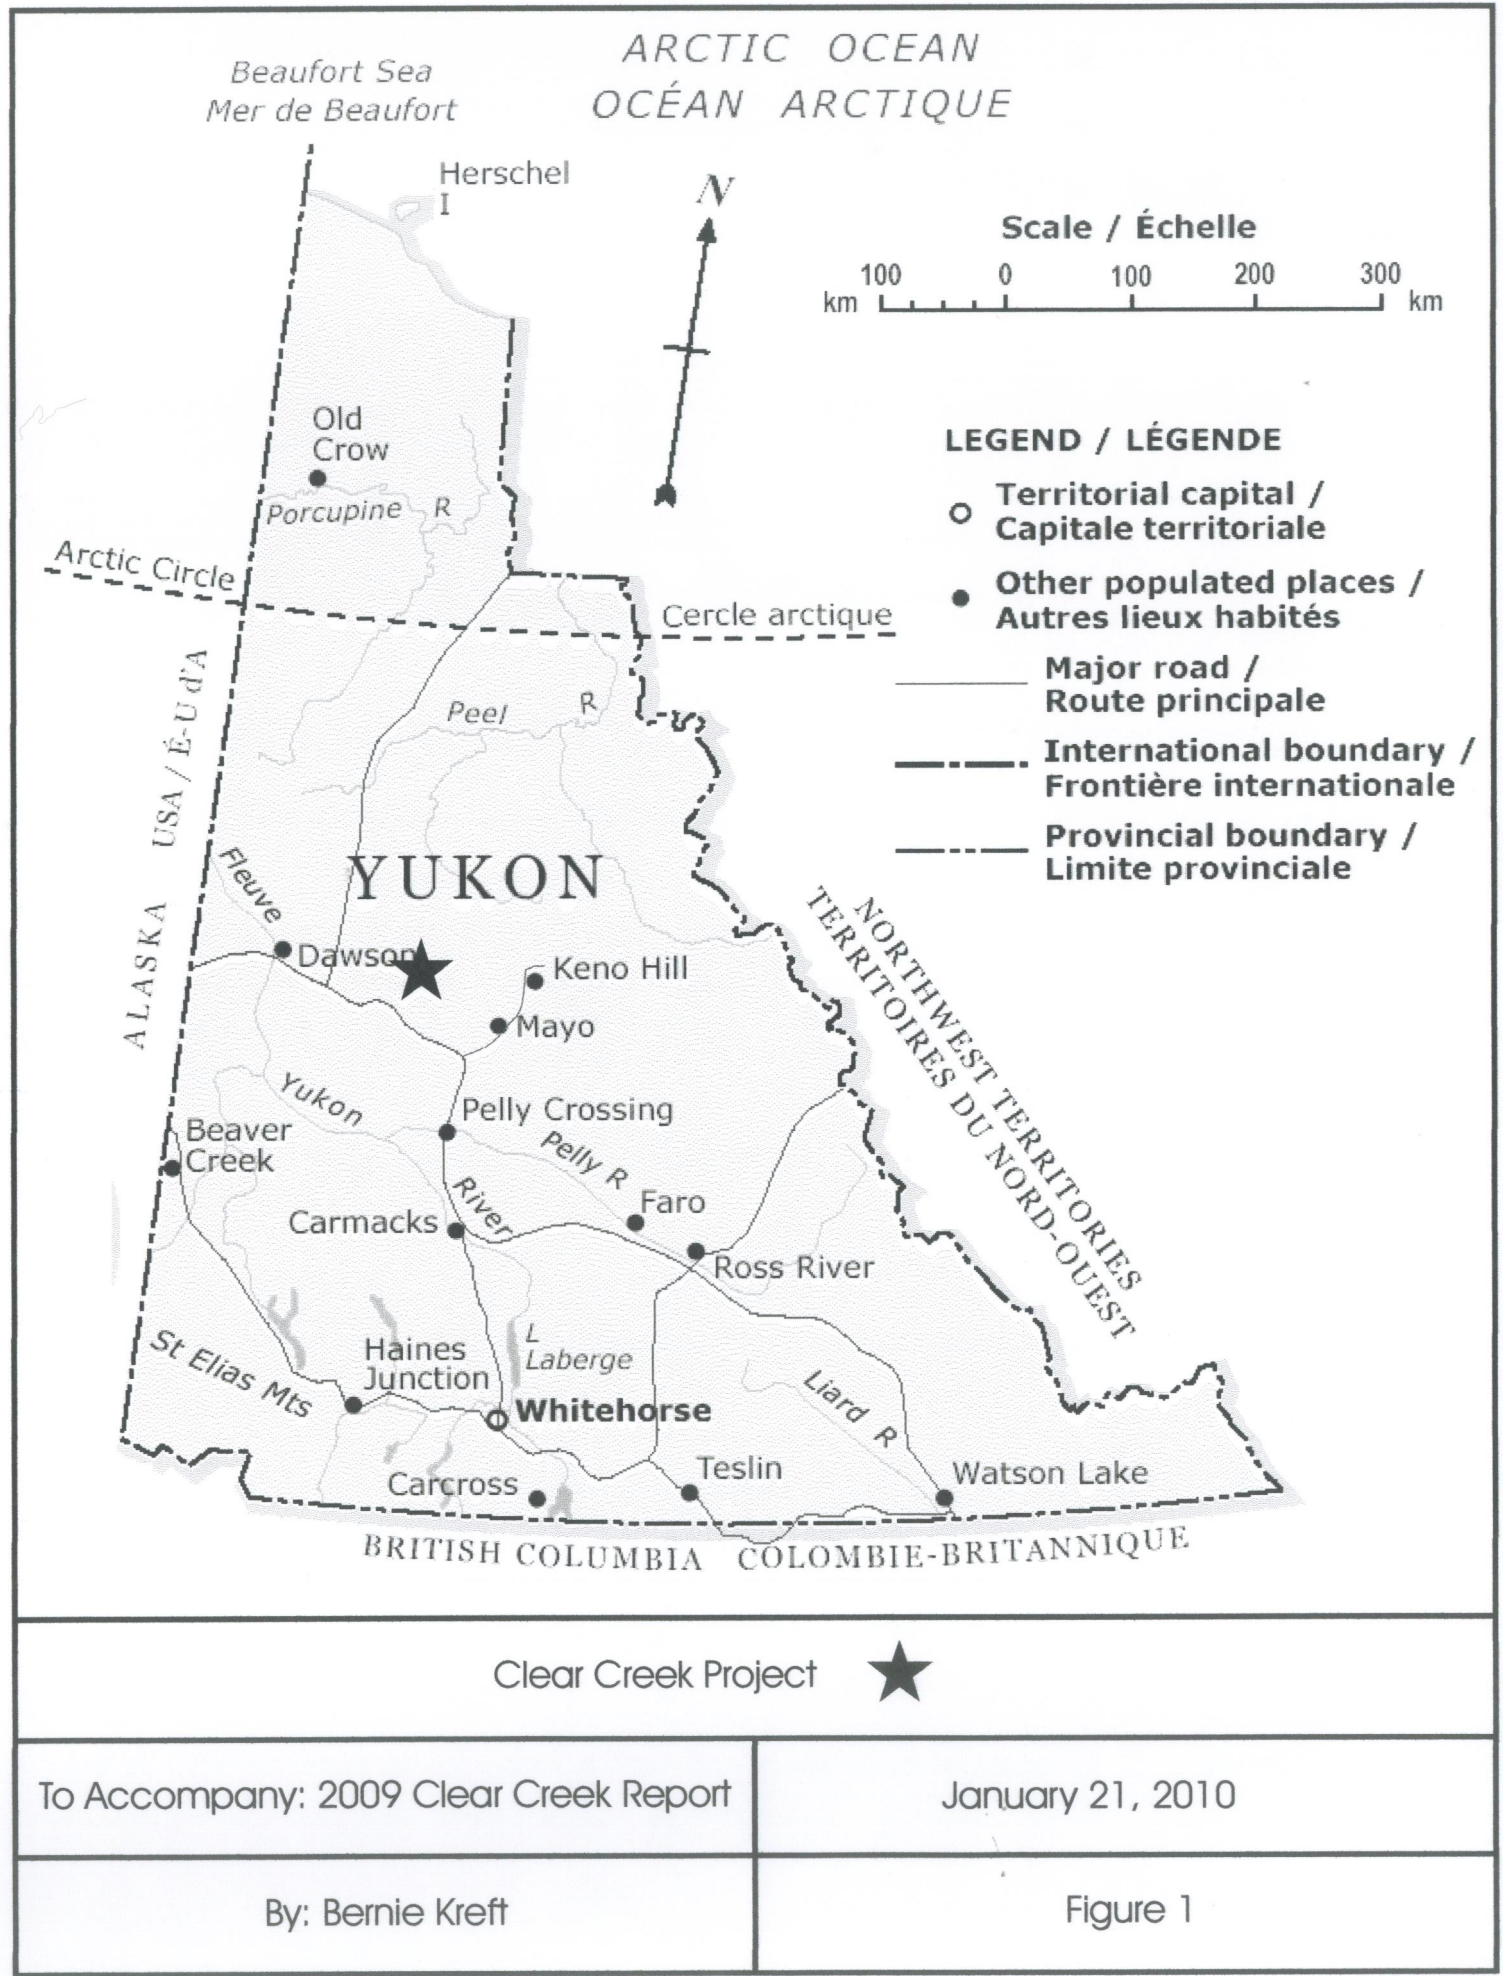 ARCTIC OCEAN
OCÉAN ARCTIQUE
Beaufort Sea
Mer de Beaufort
Herschel
I
N
Scale / Échelle
100 0 100 200 300
km km
Old
Crow
Porcupine R
Arctic Circle
Cercle arctique
LEGEND / LÉGENDE
Territorial capital /
Capitale territoriale
Other populated places /
Autres lieux habités
Major road /
Route principale
International boundary /
Frontière internationale
Provincial boundary /
Limite provinciale
Peel R
ALASKA USA / É-U d'A
YUKON
Fleuve
Dawson
Keno Hill
Mayo
NORTHWEST TERRITORIES
TERRITOIRES DU NORD-OUEST
Yukon
River
Pelly Crossing
Pelly R
Beaver
Creek
Faro
Carmacks
Ross River
St Elias Mts
Haines
Junction
L
Laberge
Whitehorse
Liard R
Carcross
Teslin
Watson Lake
BRITISH COLUMBIA COLOMBIE-BRITANNIQUE
Clear Creek Project
To Accompany: 2009 Clear Creek Report
January 21, 2010
By: Bernie Kreft
Figure 1